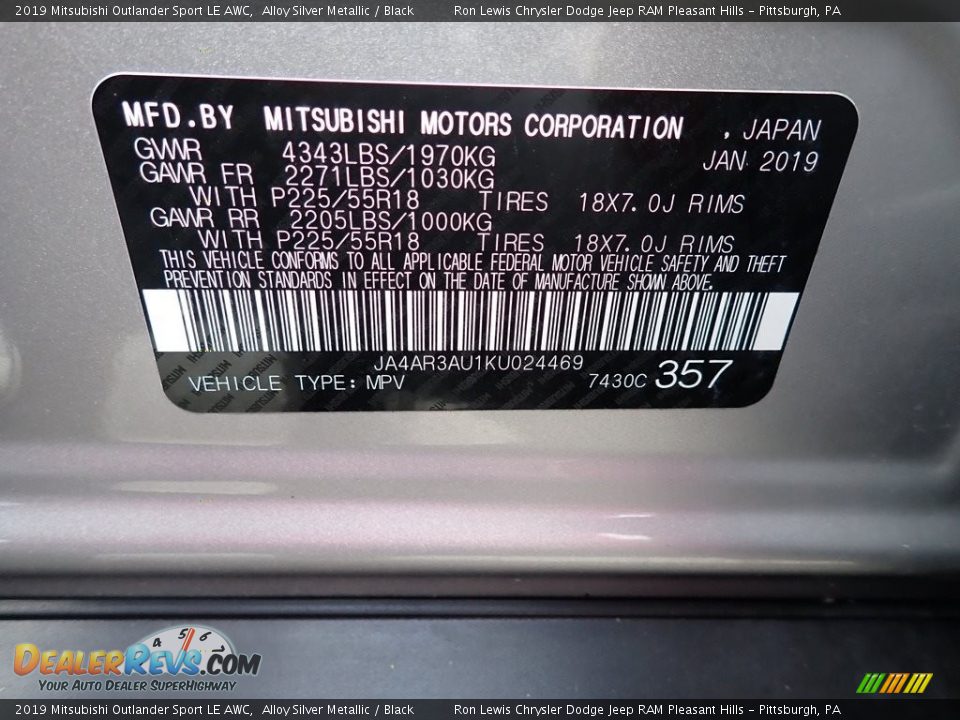 2019 Mitsubishi Outlander Sport LE AWC, Alloy Silver Metallic / Black Ron Lewis Chrysler Dodge Jeep RAM Pleasant Hills - Pittsburgh, PA
MFD.BY MITSUBISHI MOTORS CORPORATION , JAPAN
GVWR 4343LBS/1970KG JAN 2019
GAWR FR 2271LBS/1030KG
WITH P225/55R18 TIRES 18X7.0J RIMS
GAWR RR 2205LBS/1000KG
WITH P225/55R18 TIRES 18X7.0J RIMS
THIS VEHICLE CONFORMS TO ALL APPLICABLE FEDERAL MOTOR VEHICLE SAFETY AND THEFT
PREVENTION STANDARDS IN EFFECT ON THE DATE OF MANUFACTURE SHOWN ABOVE.
JA4AR3AU1KU024469
VEHICLE TYPE: MPV 7430C 357
4 5 6
DEALERREVS.COM
YOUR AUTO DEALER SUPERHIGHWAY
2019 Mitsubishi Outlander Sport LE AWC, Alloy Silver Metallic / Black Ron Lewis Chrysler Dodge Jeep RAM Pleasant Hills - Pittsburgh, PA